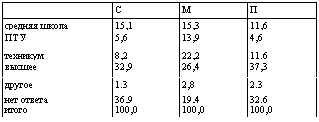 С М П
средняя школа 15,1 15,3 11,6
ПТУ 5,6 13,9 4,6
техникум 8,2 22,2 11.6
высшее 32,9 26,4 37,3
другое 1.3 2,8 2.3
нет ответа 36.9 19.4 32.6
итого 100,0 100,0 100,0